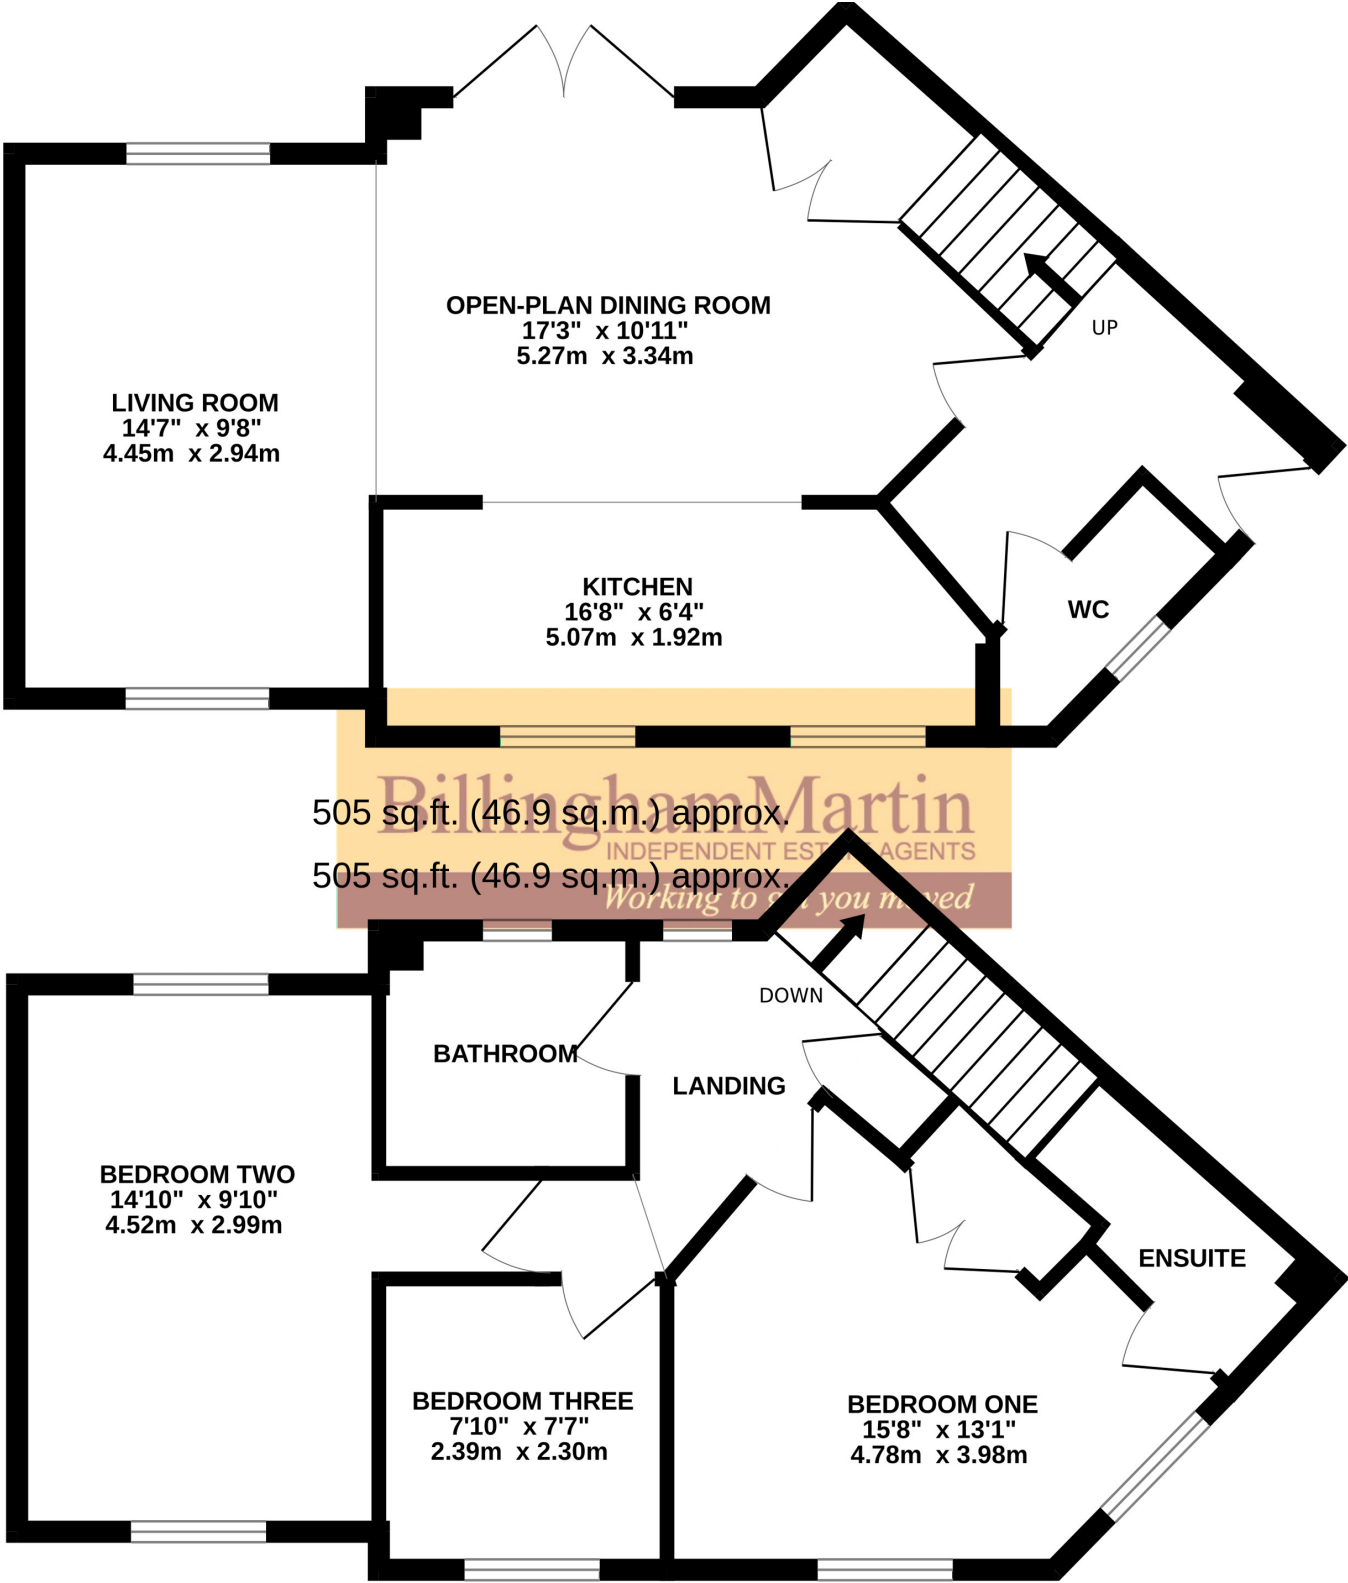 OPEN-PLAN DINING ROOM
17'3" x 10'11"
5.27m x 3.34m
UP
LIVING ROOM
14'7" x 9'8"
4.45m x 2.94m
KITCHEN
16'8" x 6'4"
5.07m x 1.92m
WC
BillinghamMartin
505 sq.ft. (46.9 sq.m.) approx.
INDEPENDENT ESTATE AGENTS
505 sq.ft. (46.9 sq.m.) approx.
Working to get you moved
DOWN
BATHROOM
LANDING
BEDROOM TWO
14'10" x 9'10"
4.52m x 2.99m
ENSUITE
BEDROOM THREE
7'10" x 7'7"
2.39m x 2.30m
BEDROOM ONE
15'8" x 13'1"
4.78m x 3.98m